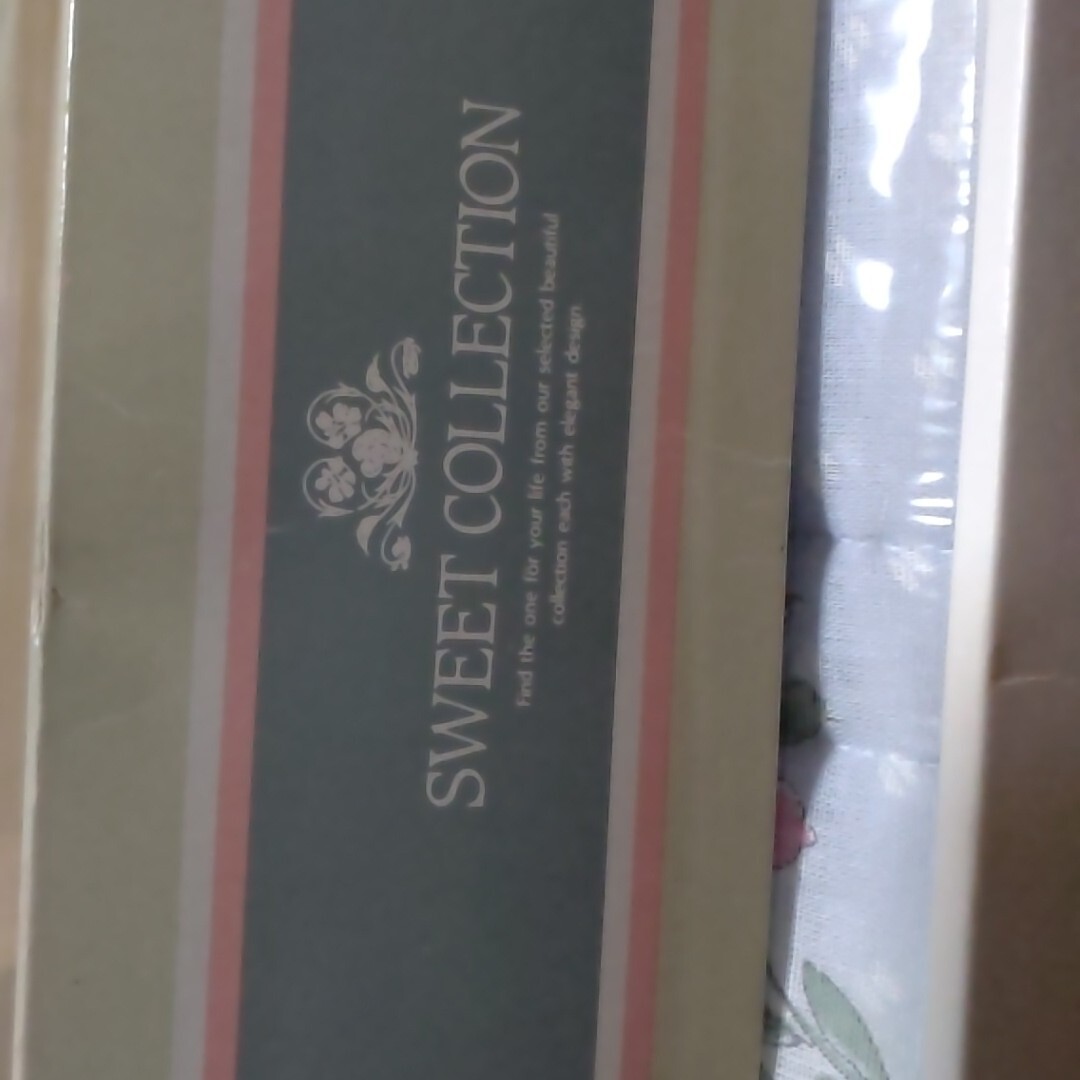 SWEET COLLECTION
Find the one for your life from our selected beautiful
collection each with elegant design.